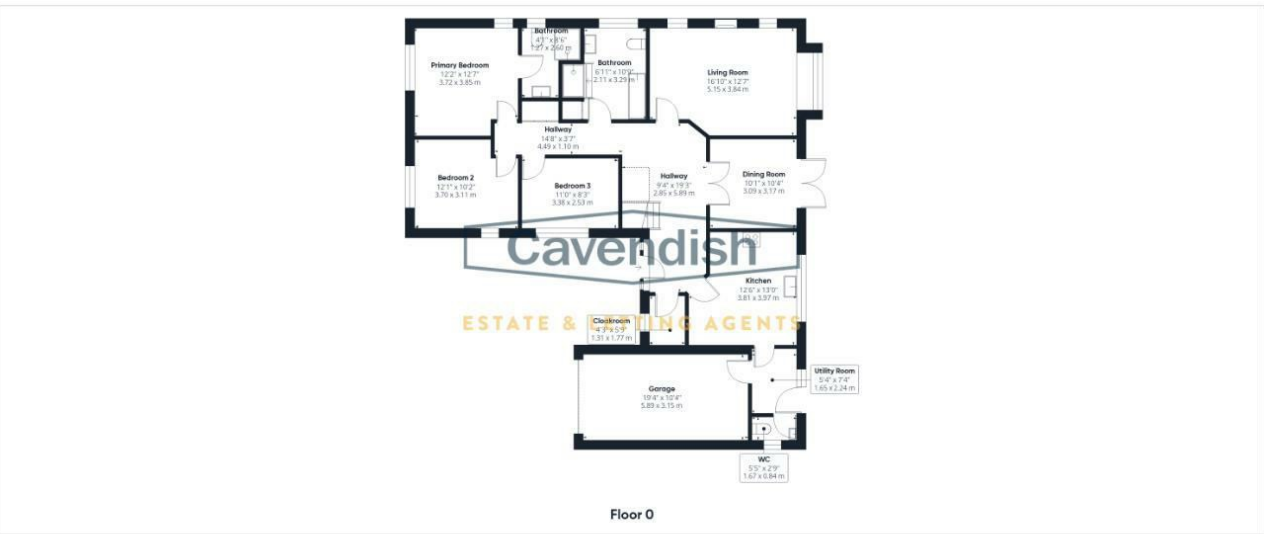 Bathroom
4'2" x 8'6"
1.27 x 2.60 m
Primary Bedroom
12'2" x 12'7"
3.72 x 3.85 m
Bathroom
6'11" x 10'9"
2.11 x 3.29 m
Living Room
16'10" x 12'7"
5.15 x 3.84 m
Hallway
14'8" x 3'7"
4.49 x 1.10 m
Bedroom 2
12'1" x 10'2"
3.70 x 3.11 m
Bedroom 3
11'0" x 8'3"
3.38 x 2.53 m
Hallway
9'4" x 19'3"
2.85 x 5.89 m
Dining Room
10'1" x 10'4"
3.09 x 3.17 m
Cavendish
ESTATE & LETTING AGENTS
Kitchen
12'6" x 13'0"
3.81 x 3.97 m
Cloakroom
4'3" x 5'9"
1.31 x 1.77 m
Garage
19'4" x 10'4"
5.89 x 3.15 m
Utility Room
5'4" x 7'4"
1.65 x 2.24 m
WC
5'5" x 2'9"
1.67 x 0.84 m
Floor 0